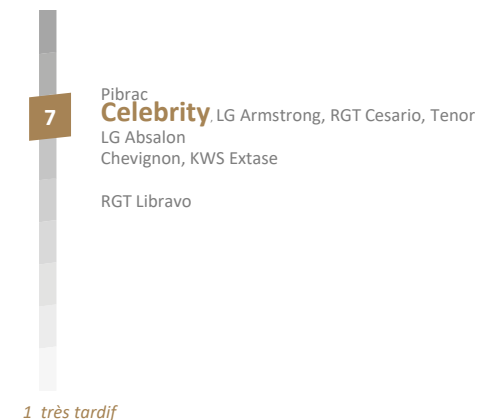 Pibrac
7 Celebrity, LG Armstrong, RGT Cesario, Tenor
LG Absalon
Chevignon, KWS Extase
RGT Libravo
1 très tardif